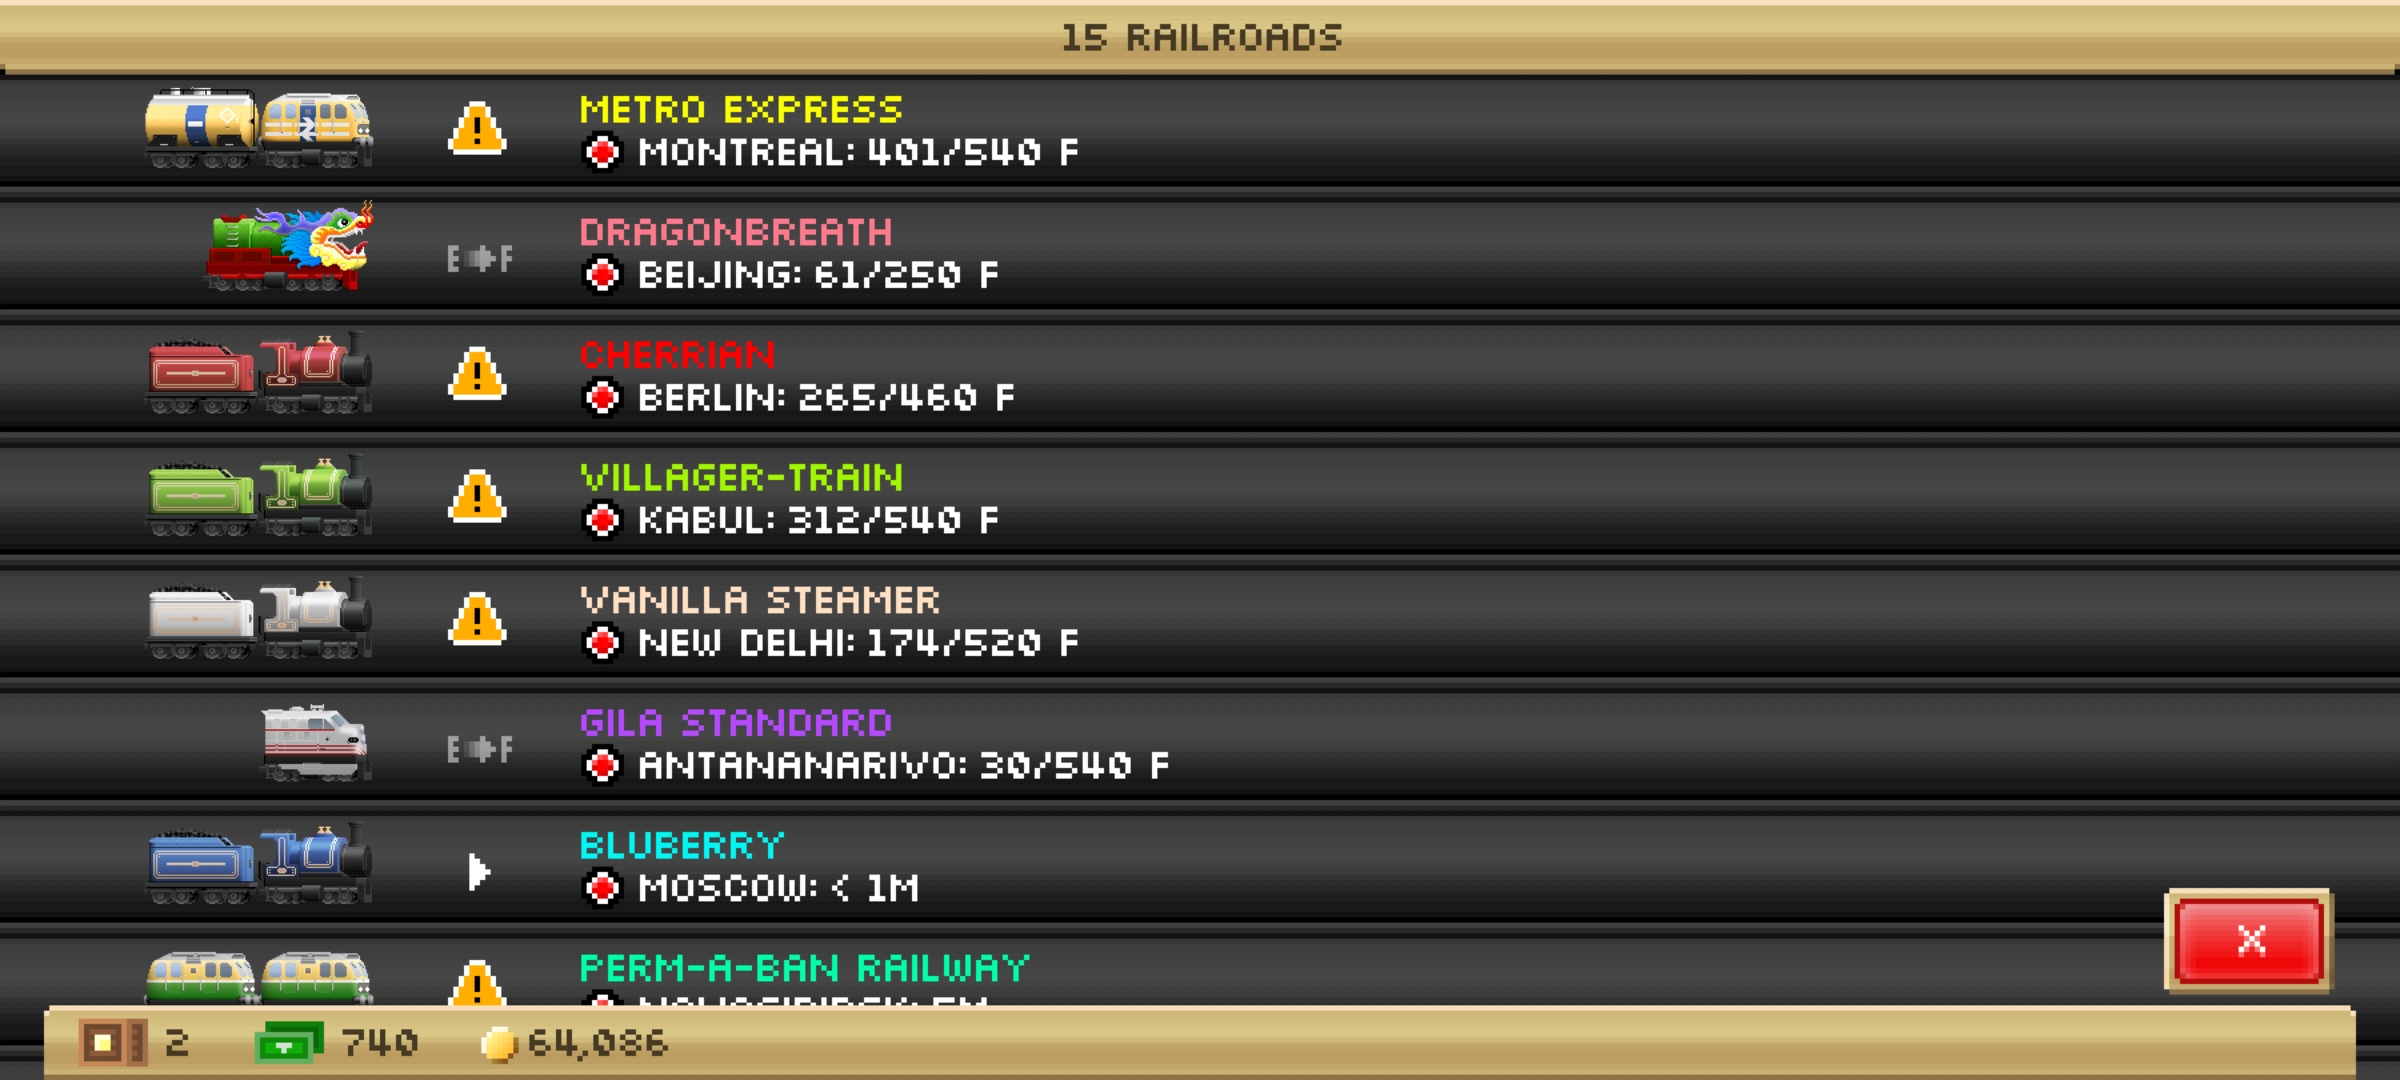 15 RAILROADS
METRO EXPRESS
MONTREAL: 401/540 F
DRAGONBREATH
E F
BEIJING: 61/250 F
CHERRIAN
BERLIN: 265/460 F
VILLAGER-TRAIN
KABUL: 312/540 F
VANILLA STEAMER
NEW DELHI: 174/520 F
GILA STANDARD
E F
ANTANANARIVO: 30/540 F
BLUBERRY
MOSCOW: < 1M
PERM-A-BAN RAILWAY
X
2 740 64,086